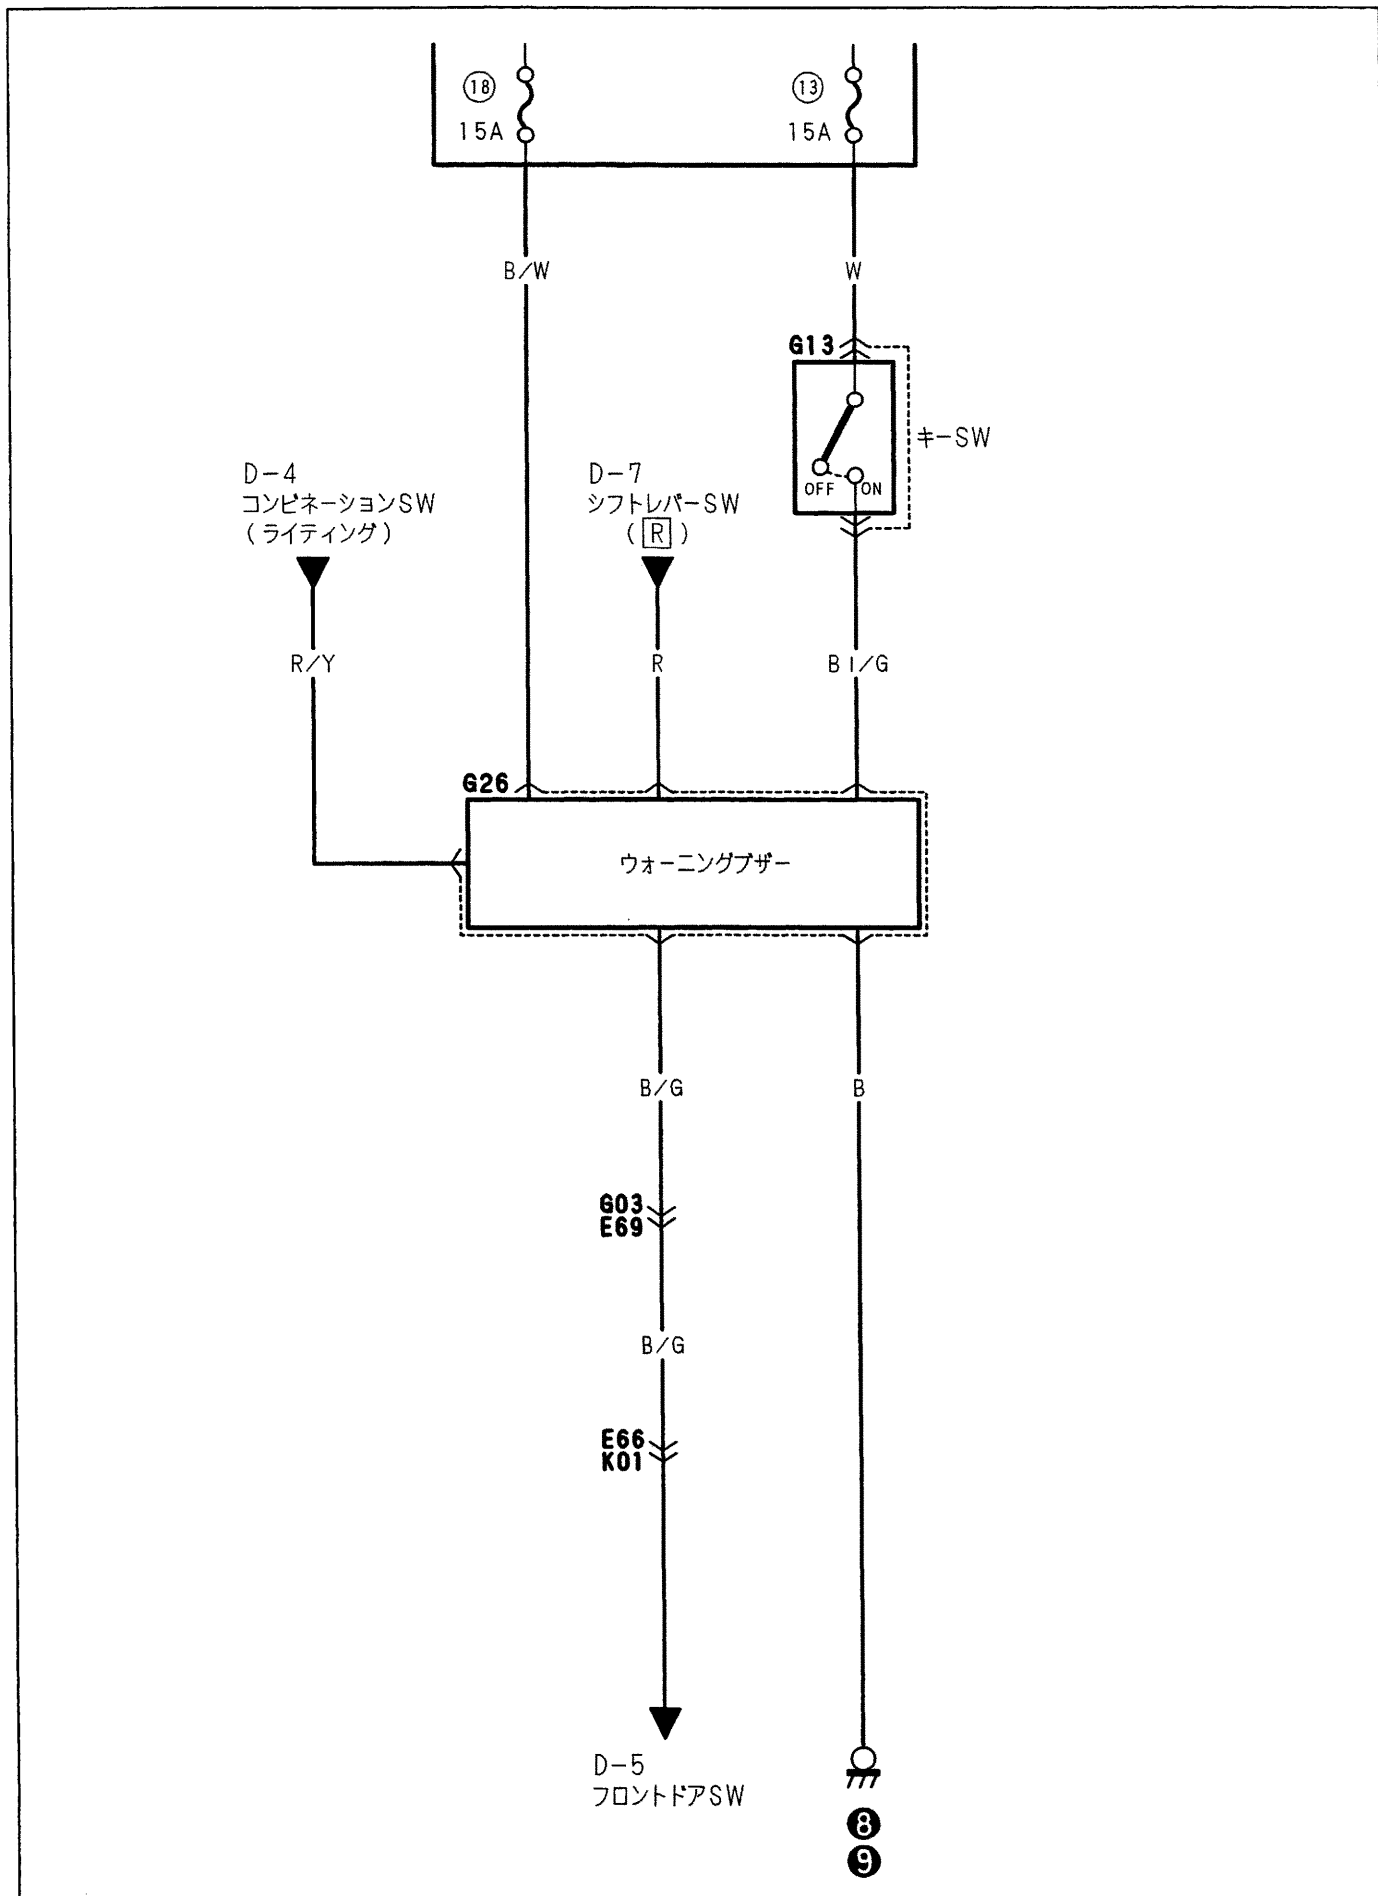 18
15A
13
15A
B/W
W
G13
キーSW
OFF
ON
D-4
コンビネーションSW
(ライティング)
D-7
シフトレバーSW
(R)
R/Y
R
Bl/G
G26
ウォーニングブザー
B/G
B
G03
E69
B/G
E66
K01
D-5
フロントドアSW
8
9